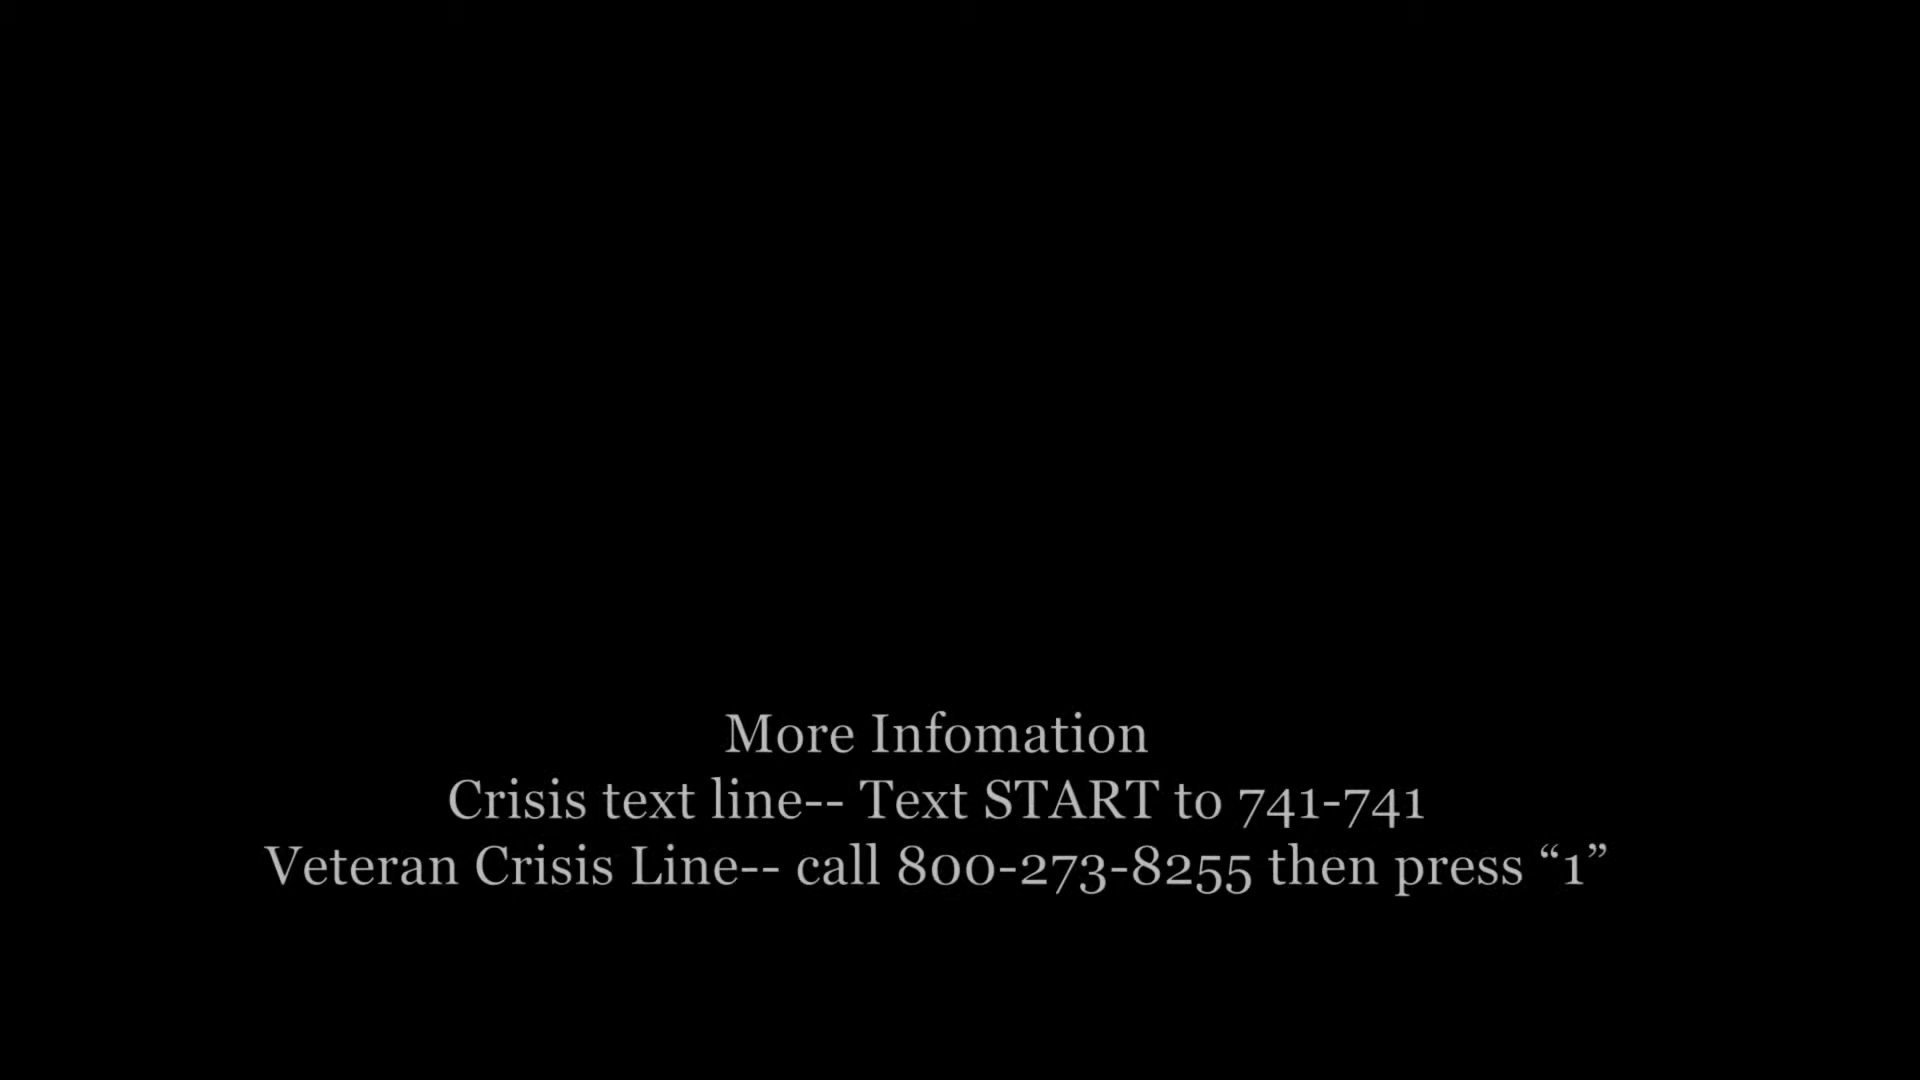 More Infomation
Crisis text line-- Text START to 741-741
Veteran Crisis Line-- call 800-273-8255 then press “1”